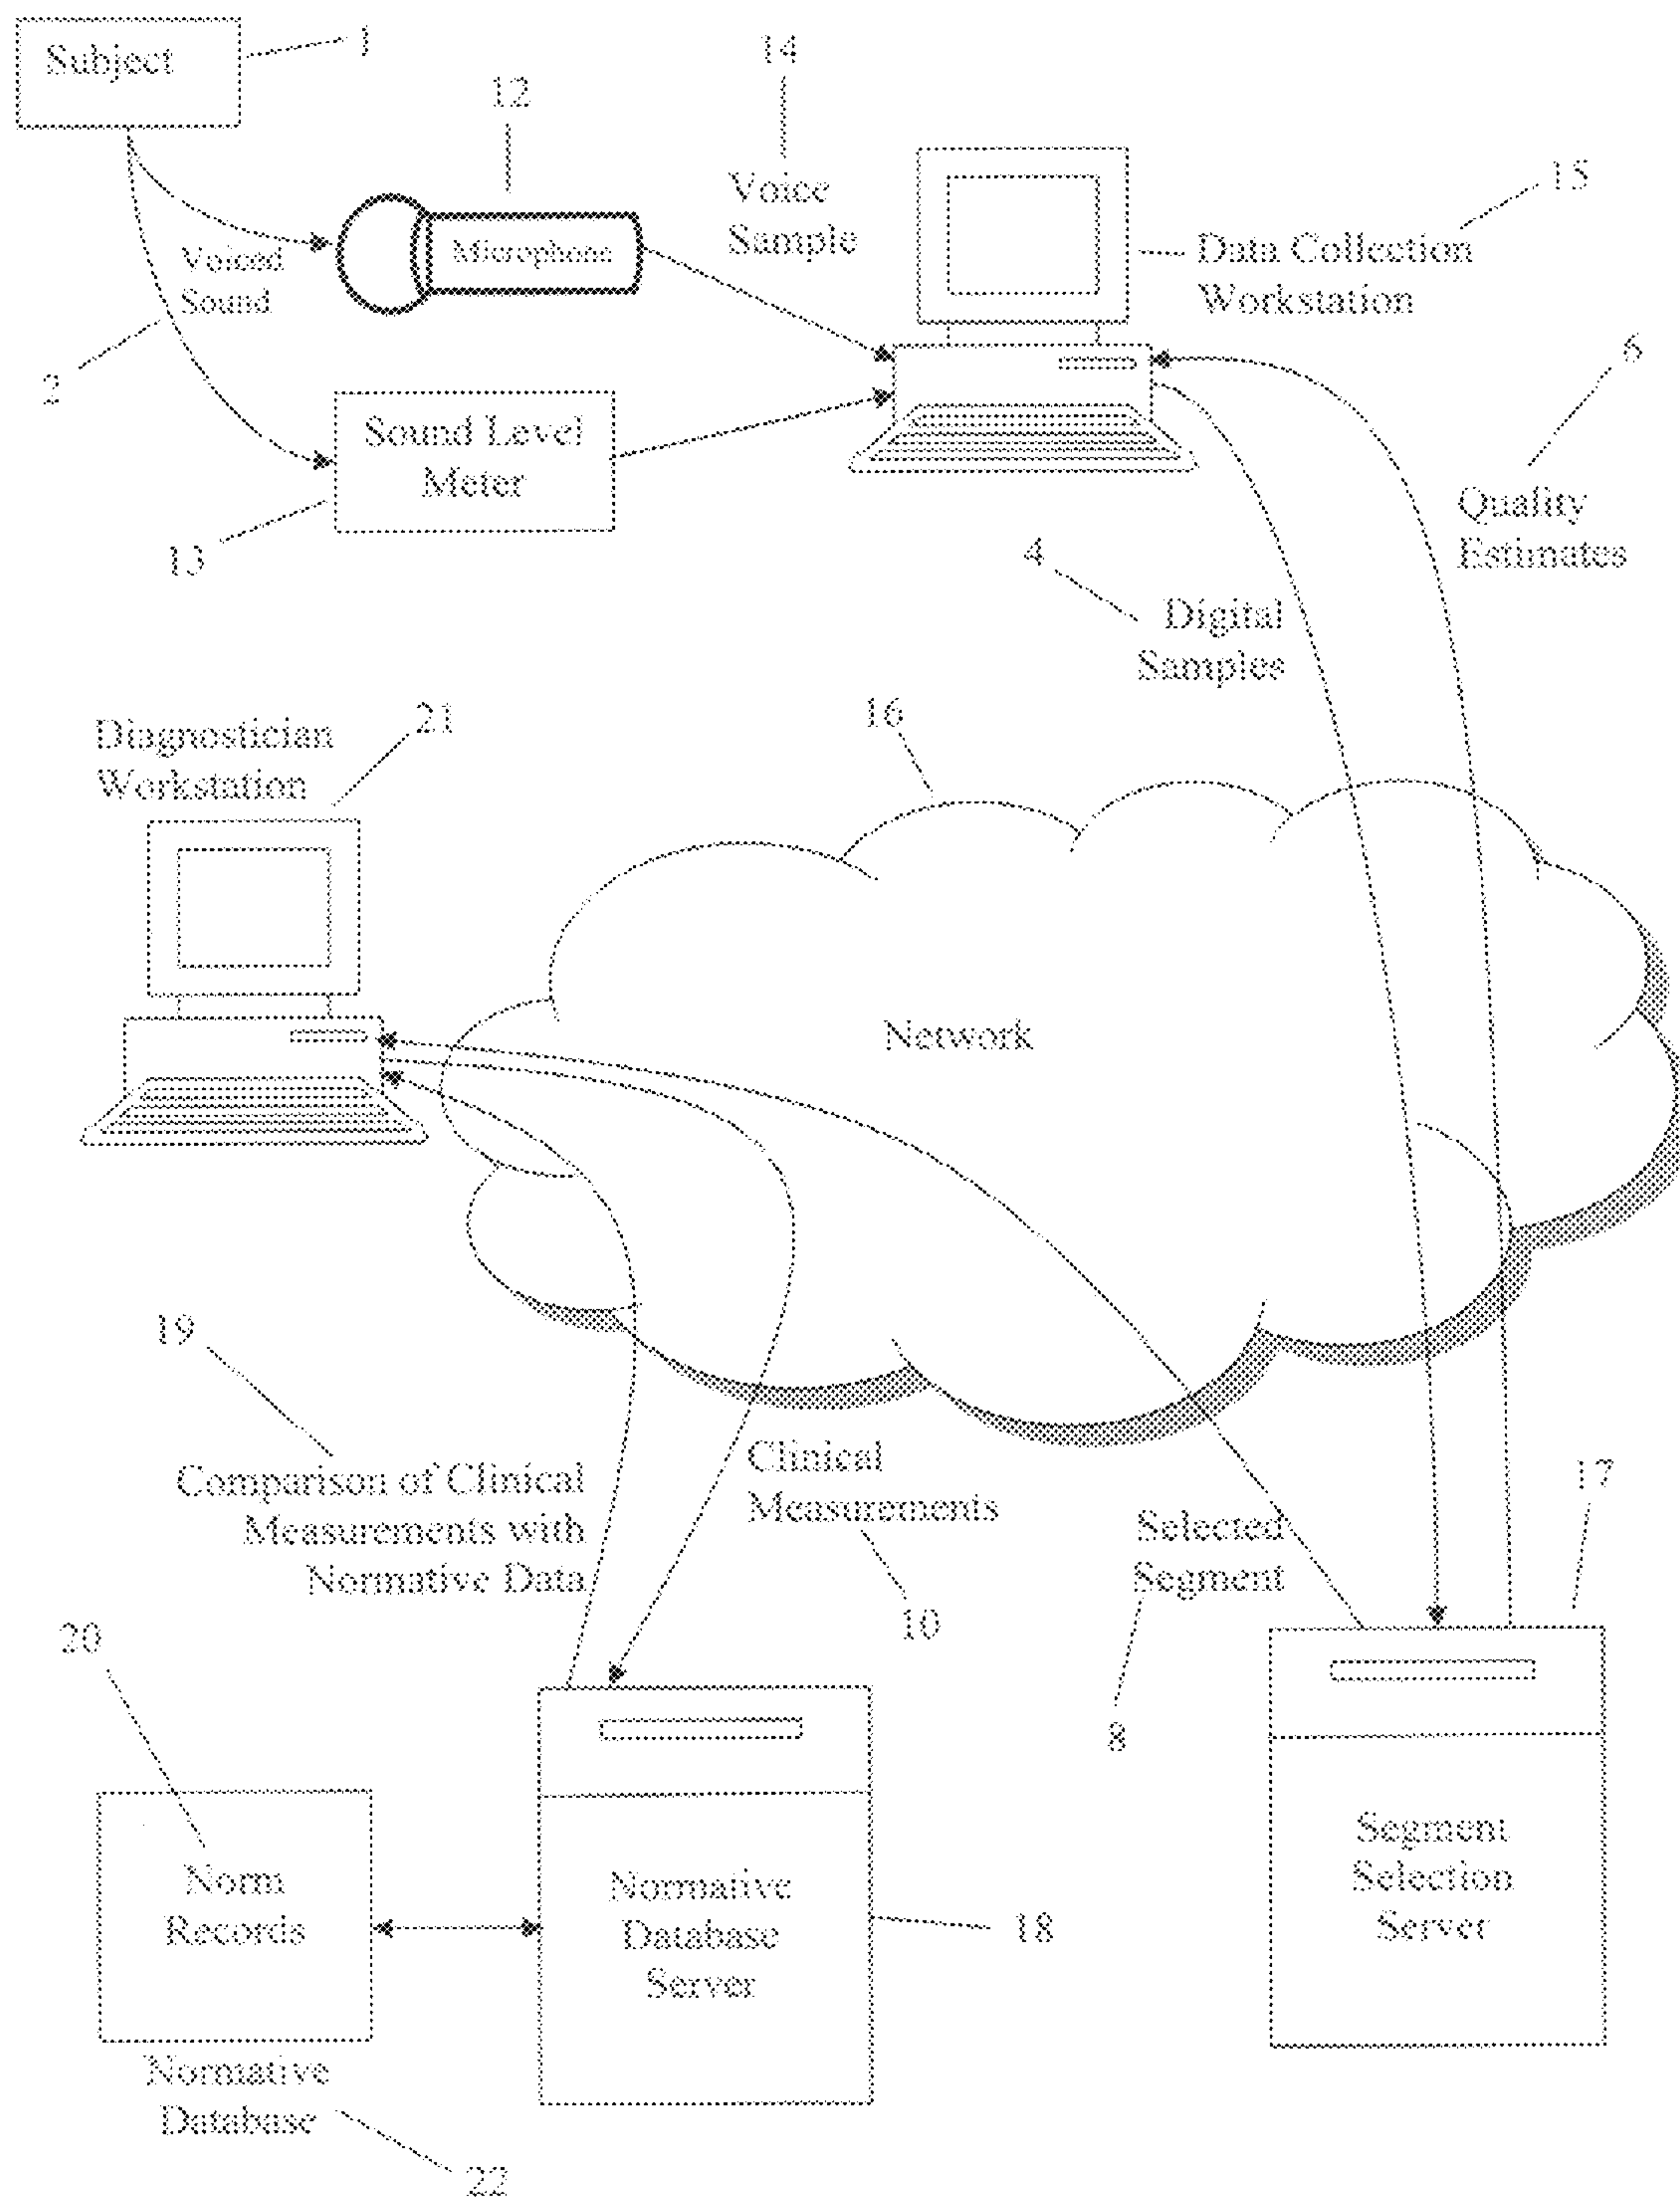 Subject
1
12
14
Microphone
Voice
Sample
15
Data Collection
Workstation
Voiced
Sound
2
6
Sound Level
Meter
13
Quality
Estimates
4
Digital
Samples
Diagnostician
Workstation
21
16
Network
19
Comparison of Clinical
Measurements with
Normative Data
Clinical
Measurements
10
Selected
Segment
8
17
20
Norm
Records
Normative
Database
Server
18
Segment
Selection
Server
Normative
Database
22